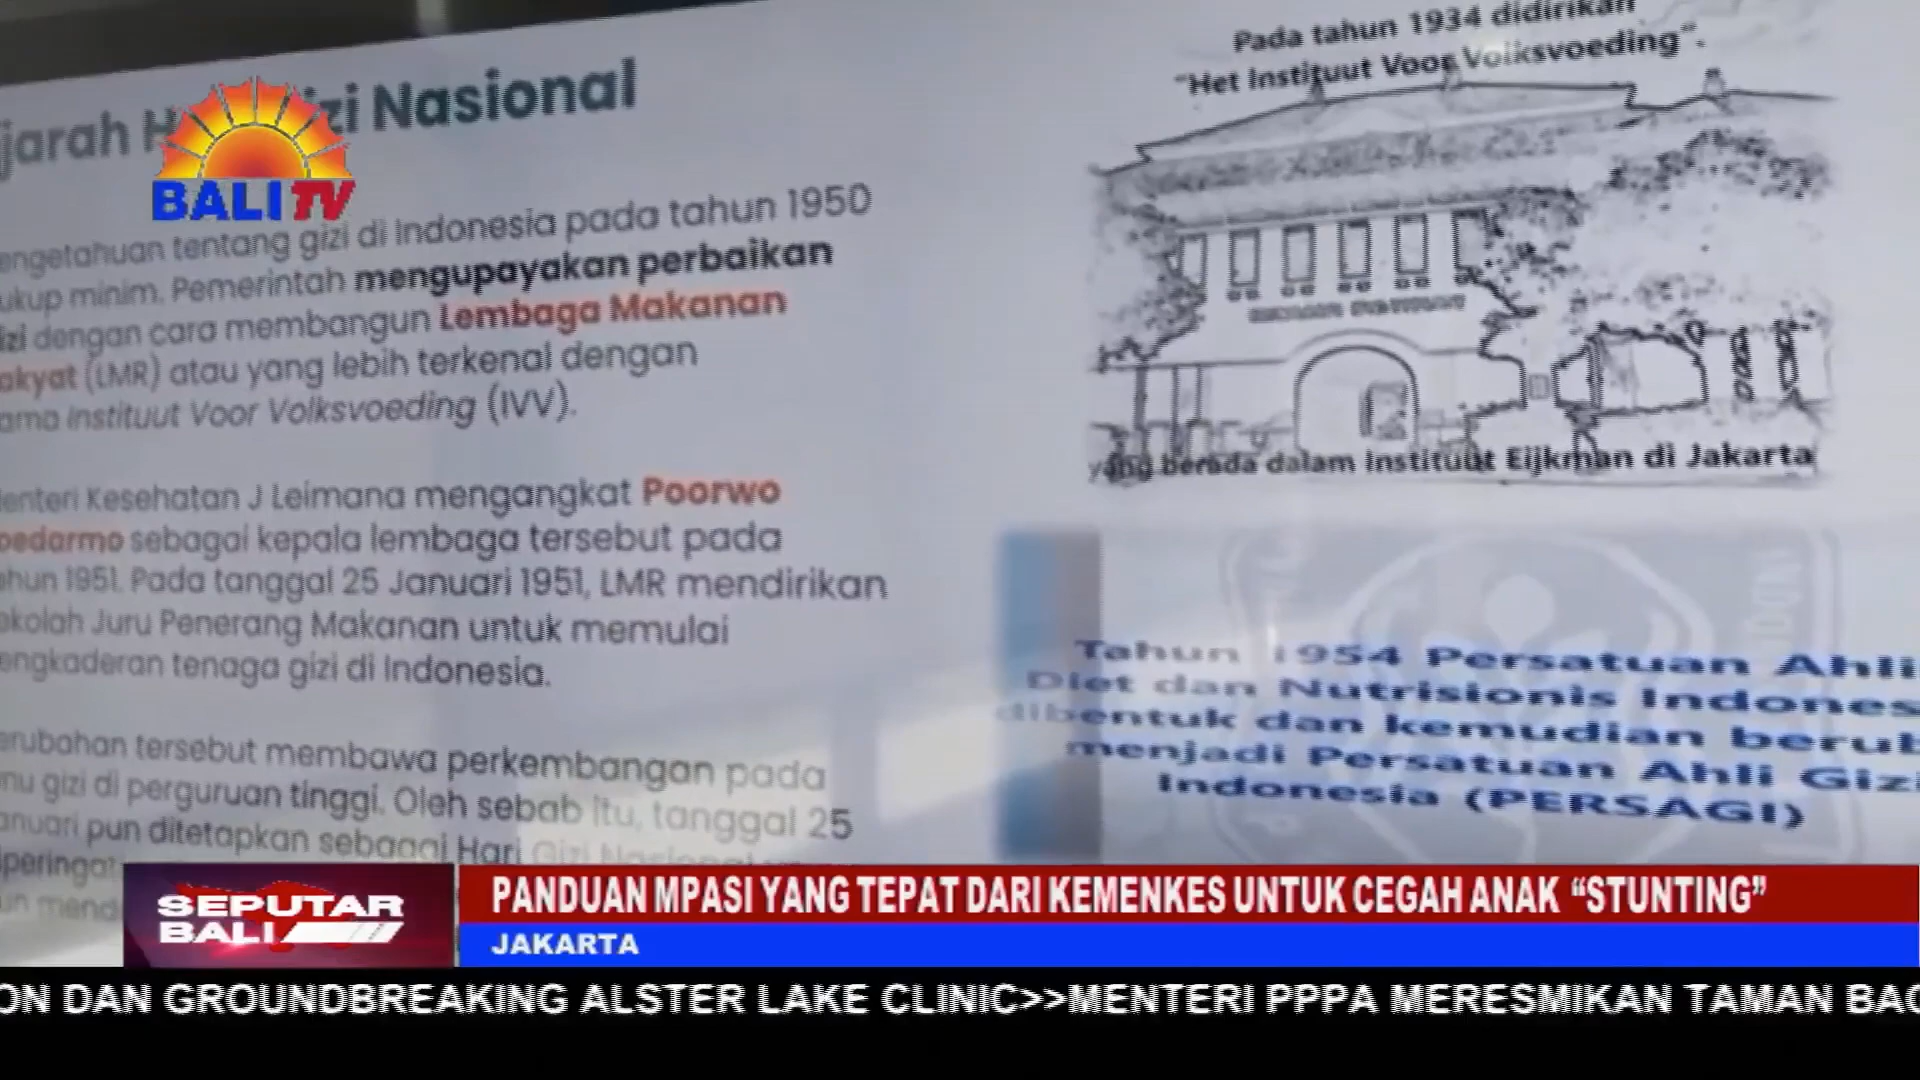 jarah H izi Nasional
engetahuan tentang gizi di Indonesia pada tahun 1950
ukup minim. Pemerintah mengupayakan perbaikan
izi dengan cara membangun Lembaga Makanan
akyat (LMR) atau yang lebih terkenal dengan
ama Instituut Voor Volksvoeding (IVV).
enteri Kesehatan J Leimana mengangkat Poorwo
oedarmo sebagai kepala lembaga tersebut pada
ahun 1951. Pada tanggal 25 Januari 1951, LMR mendirikan
ekolah Juru Penerang Makanan untuk memulai
engkaderan tenaga gizi di Indonesia.
erubahan tersebut membawa perkembangan pada
mu gizi di perguruan tinggi. Oleh sebab itu, tanggal 25
anuari pun ditetapkan sebagai Hari Gizi Nasional
iperingat
un mend
Pada tahun 1934 didirikan
"Het Instituut Voor Volksvoeding".
yang berada dalam Instituut Eijkman di Jakarta
Tahun 1954 Persatuan Ahli
Diet dan Nutrisionis Indones
dibentuk dan kemudian berub
menjadi Persatuan Ahli Gizi
Indonesia (PERSAGI)
BALI TV
SEPUTAR
BALI
PANDUAN MPASI YANG TEPAT DARI KEMENKES UNTUK CEGAH ANAK “STUNTING”
JAKARTA
ON DAN GROUNDBREAKING ALSTER LAKE CLINIC>>MENTERI PPPA MERESMIKAN TAMAN BAC